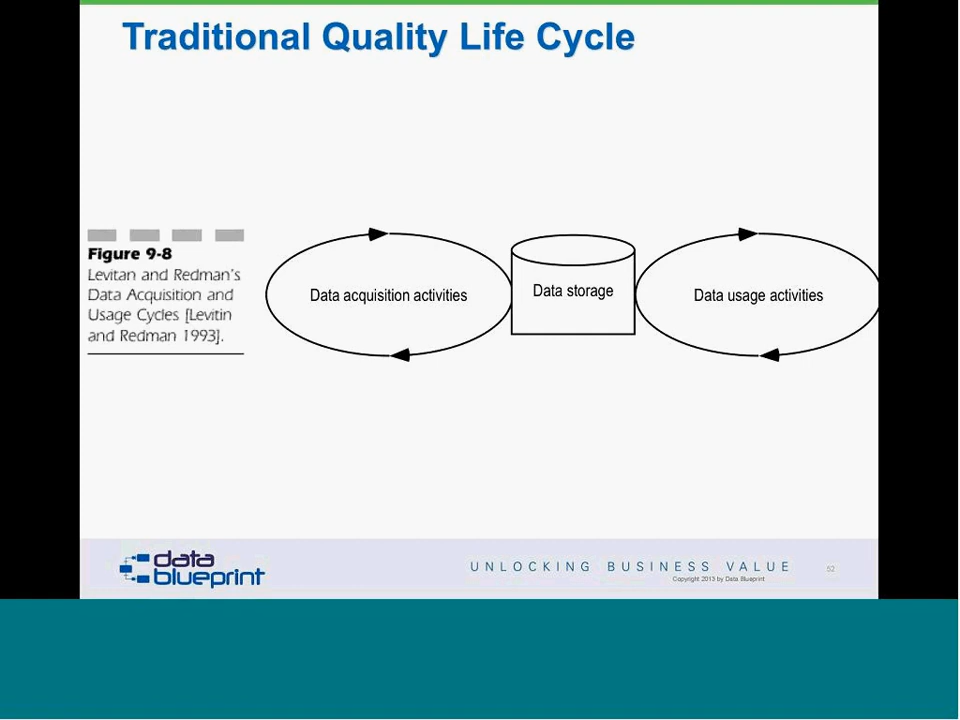 Traditional Quality Life Cycle
Figure 9-8
Levitan and Redman's
Data Acquisition and
Usage Cycles [Levitin
and Redman 1993].
Data acquisition activities
Data storage
Data usage activities
data
blueprint
UNLOCKING BUSINESS VALUE
Copyright 2013 by Data Blueprint
52